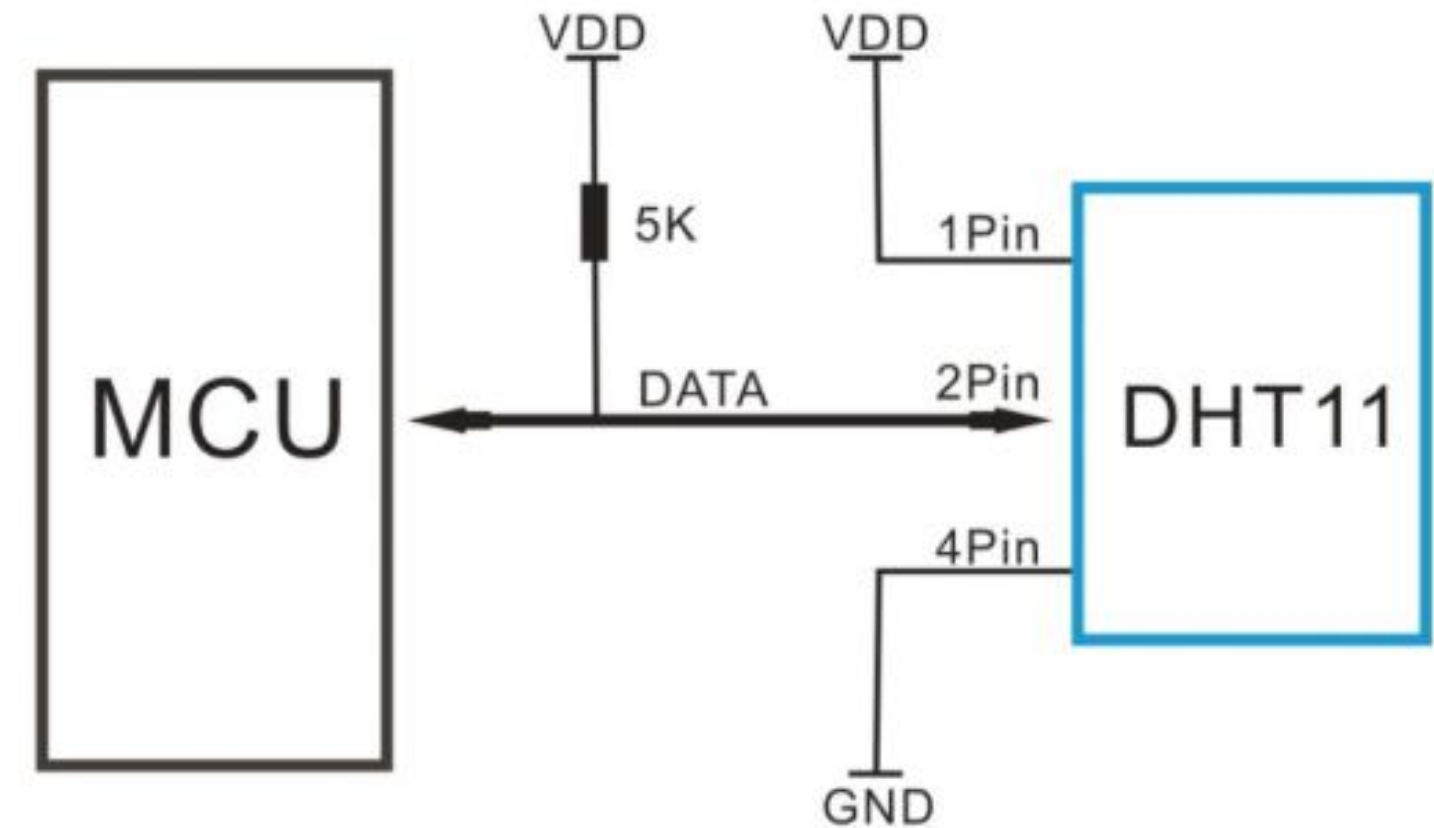 VDD
VDD
5K
1Pin
DATA
2Pin
MCU
DHT11
4Pin
GND